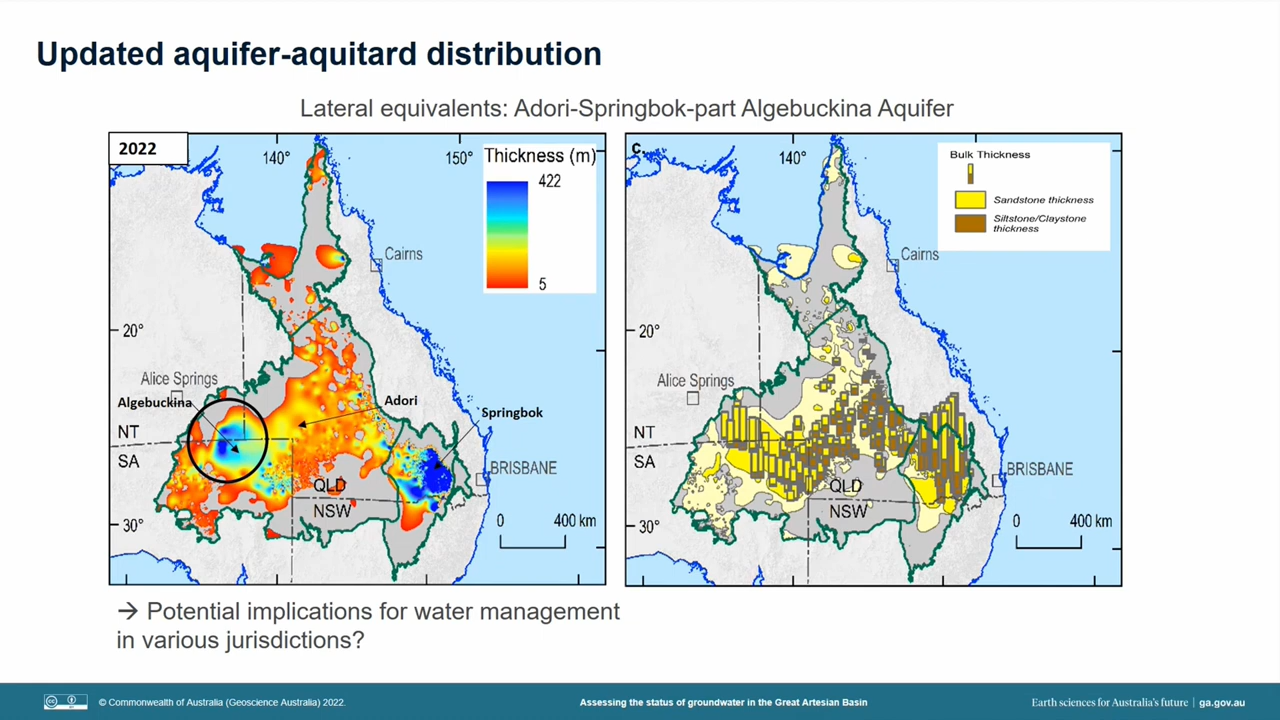 Updated aquifer-aquitard distribution
Lateral equivalents: Adori-Springbok-part Algebuckina Aquifer
2022
140°
150°
Thickness (m)
422
5
Cairns
20°
Alice Springs
Algebuckina
Adori
Springbok
NT
SA
BRISBANE
QLD
NSW
30°
0
400 km
c.
140°
Bulk Thickness
Sandstone thickness
Siltstone/Claystone
thickness
Cairns
20°
Alice Springs
NT
SA
BRISBANE
QLD
NSW
30°
0
400 km
→ Potential implications for water management
in various jurisdictions?
© Commonwealth of Australia (Geoscience Australia) 2022.
Assessing the status of groundwater in the Great Artesian Basin
Earth sciences for Australia's future | ga.gov.au